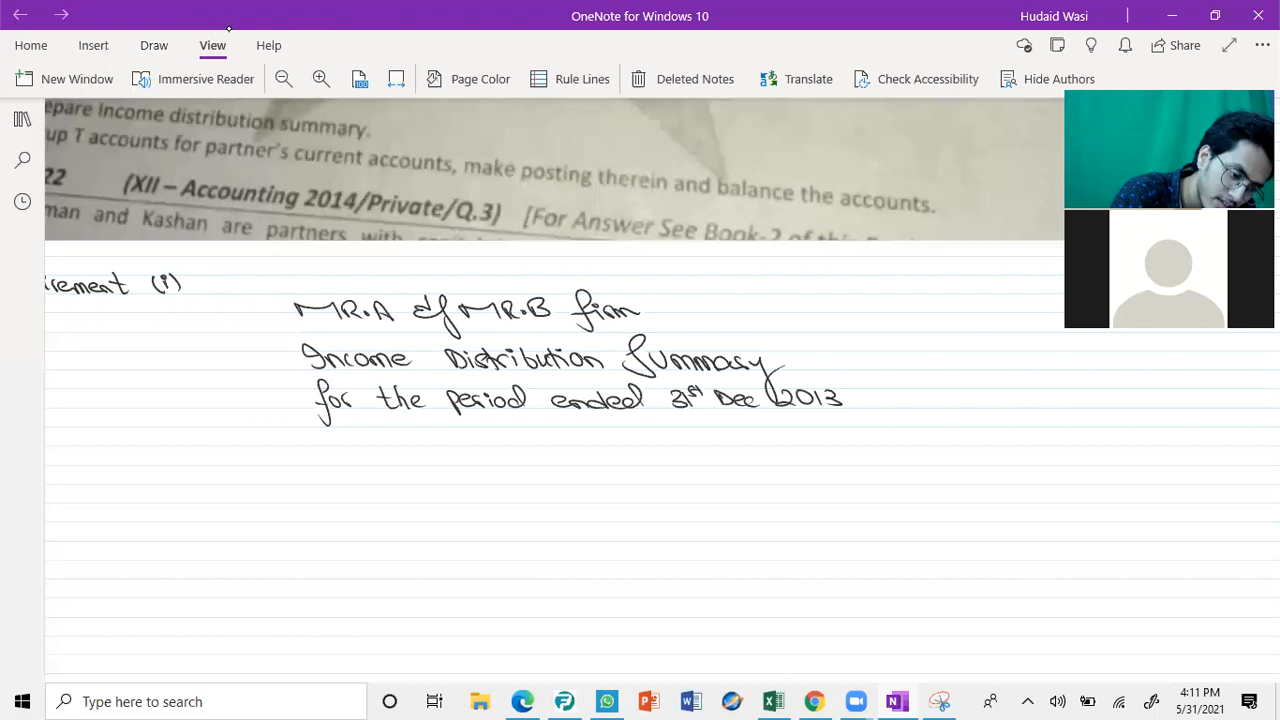 OneNote for Windows 10
Hudaid Wasi
Home Insert Draw View Help
Share
New Window Immersive Reader Page Color Rule Lines Deleted Notes Translate Check Accessibility Hide Authors
epare Income distribution summary.
up T accounts for partner's current accounts, make posting therein and balance the accounts.
22 (XII – Accounting 2014/Private/Q.3) [For Answer See Book-2 of this
man and Kashan are partners with
irement (i)
MR.A & MR.B firm
Income Distribution Summary
for the period ended 31st Dec 2013
Type here to search
4:11 PM
5/31/2021